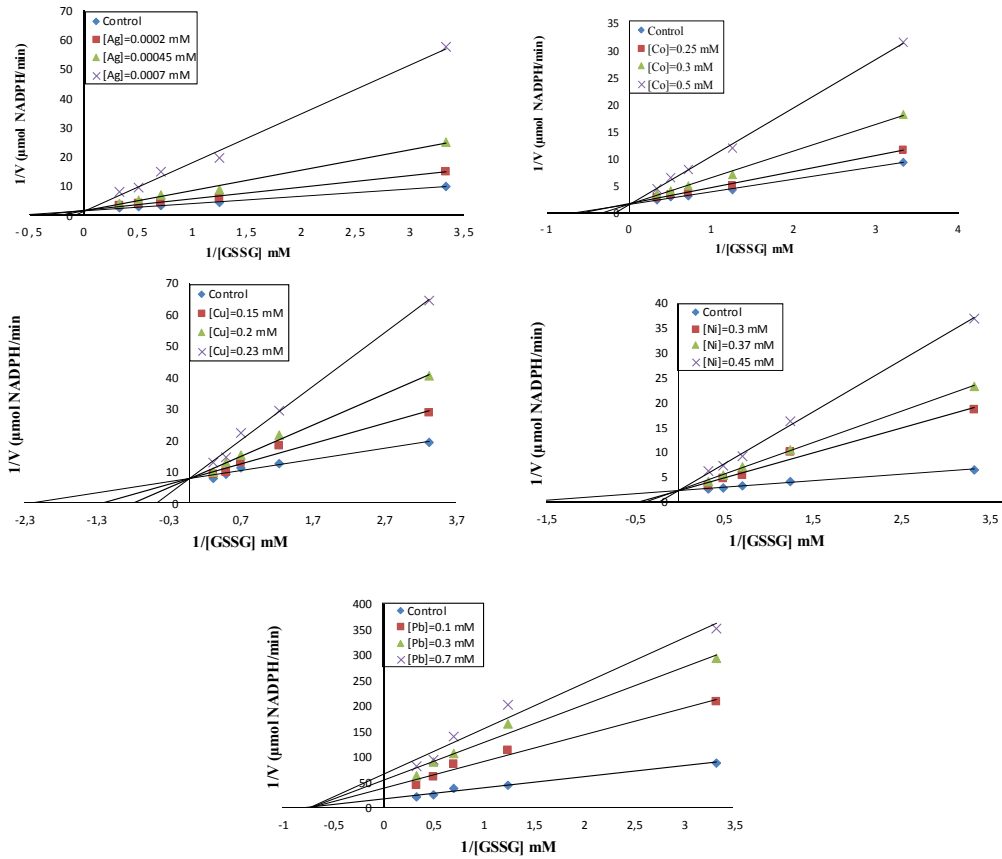 1/V (µmol NADPH/min)
Control
[Ag]=0.0002 mM
[Ag]=0.00045 mM
[Ag]=0.0007 mM
70
60
50
40
30
20
10
0
-0,5
0
0,5
1
1,5
2
2,5
3
3,5
1/[GSSG] mM
1/V (µmol NADPH/min)
Control
[Co]=0.25 mM
[Co]=0.3 mM
[Co]=0.5 mM
35
30
25
20
15
10
5
0
-1
0
1
2
3
4
1/[GSSG] mM
1/V (µmol NADPH/min
Control
[Cu]=0.15 mM
[Cu]=0.2 mM
[Cu]=0.23 mM
70
60
50
40
30
20
10
0
-2,3
-1,3
-0,3
0,7
1,7
2,7
3,7
1/[GSSG] mM
1/V (µmol NADPH/min)
Control
[Ni]=0.3 mM
[Ni]=0.37 mM
[Ni]=0.45 mM
40
35
30
25
20
15
10
5
0
-1,5
-0,5
0,5
1,5
2,5
3,5
1/[GSSG] mM
1/V (µmol NADPH/min)
Control
[Pb]=0.1 mM
[Pb]=0.3 mM
[Pb]=0.7 mM
400
350
300
250
200
150
100
50
0
-1
0
0,5
1
1,5
2
2,5
3
3,5
1/[GSSG] mM